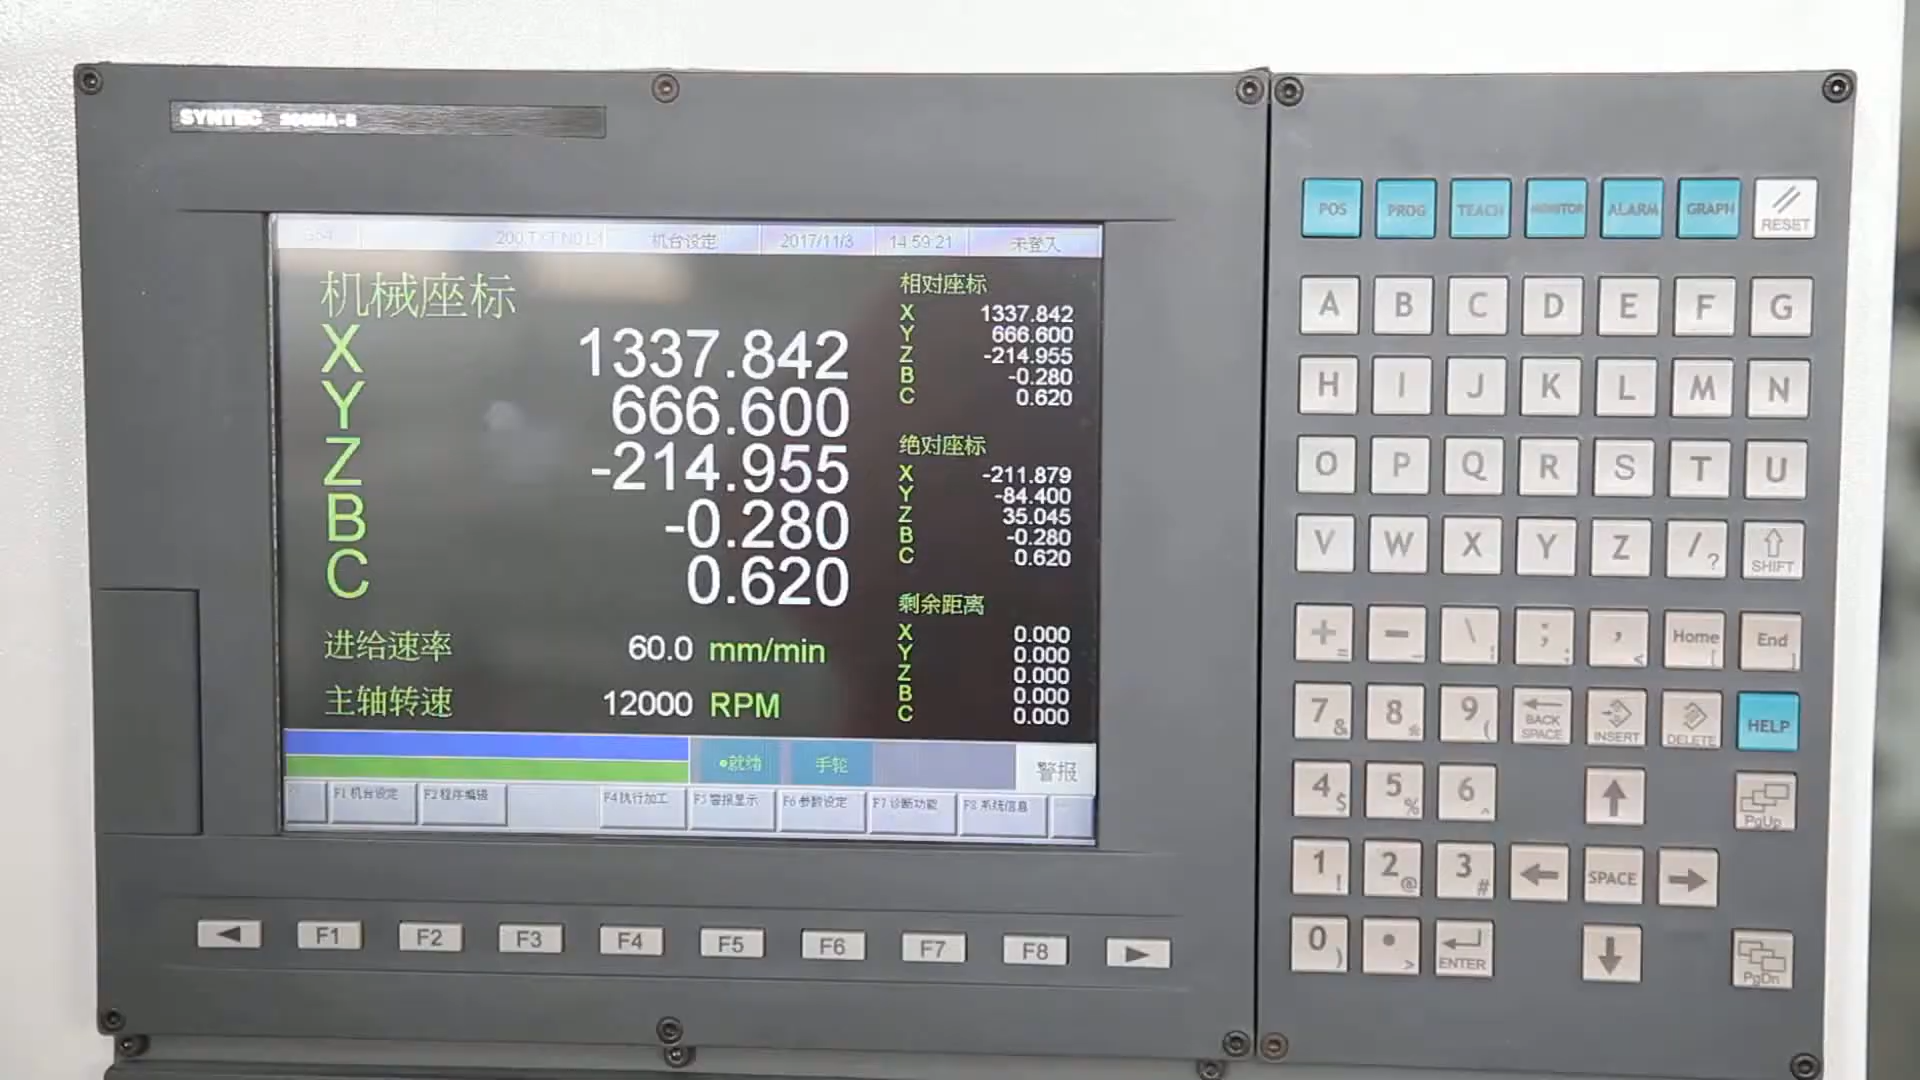 SYNTEC 200MA-5
G54 200.TXT N0 L1 机台设定 2017/11/3 14:59:21 未登入
机械座标
X 1337.842
Y 666.600
Z -214.955
B -0.280
C 0.620
进给速率 60.0 mm/min
主轴转速 12000 RPM
相对座标
X 1337.842
Y 666.600
Z -214.955
B -0.280
C 0.620
绝对座标
X -211.879
Y -84.400
Z 35.045
B -0.280
C 0.620
剩余距离
X 0.000
Y 0.000
Z 0.000
B 0.000
C 0.000
就绪 手轮 警报
F1 机台设定 F2 程序编辑 F4 执行加工 F5 警报显示 F6 参数设定 F7 诊断功能 F8 系统信息
F1 F2 F3 F4 F5 F6 F7 F8
POS PROG TEACH MONITOR ALARM GRAPH RESET
A B C D E F G
H I J K L M N
O P Q R S T U
V W X Y Z / ? SHIFT
+ = - _ \ ; : , < Home [ End ]
7 & 8 * 9 ( BACK SPACE INSERT DELETE HELP
4 $ 5 % 6 ^ PgUp
1 ! 2 @ 3 # SPACE
0 ) . > ENTER PgDn